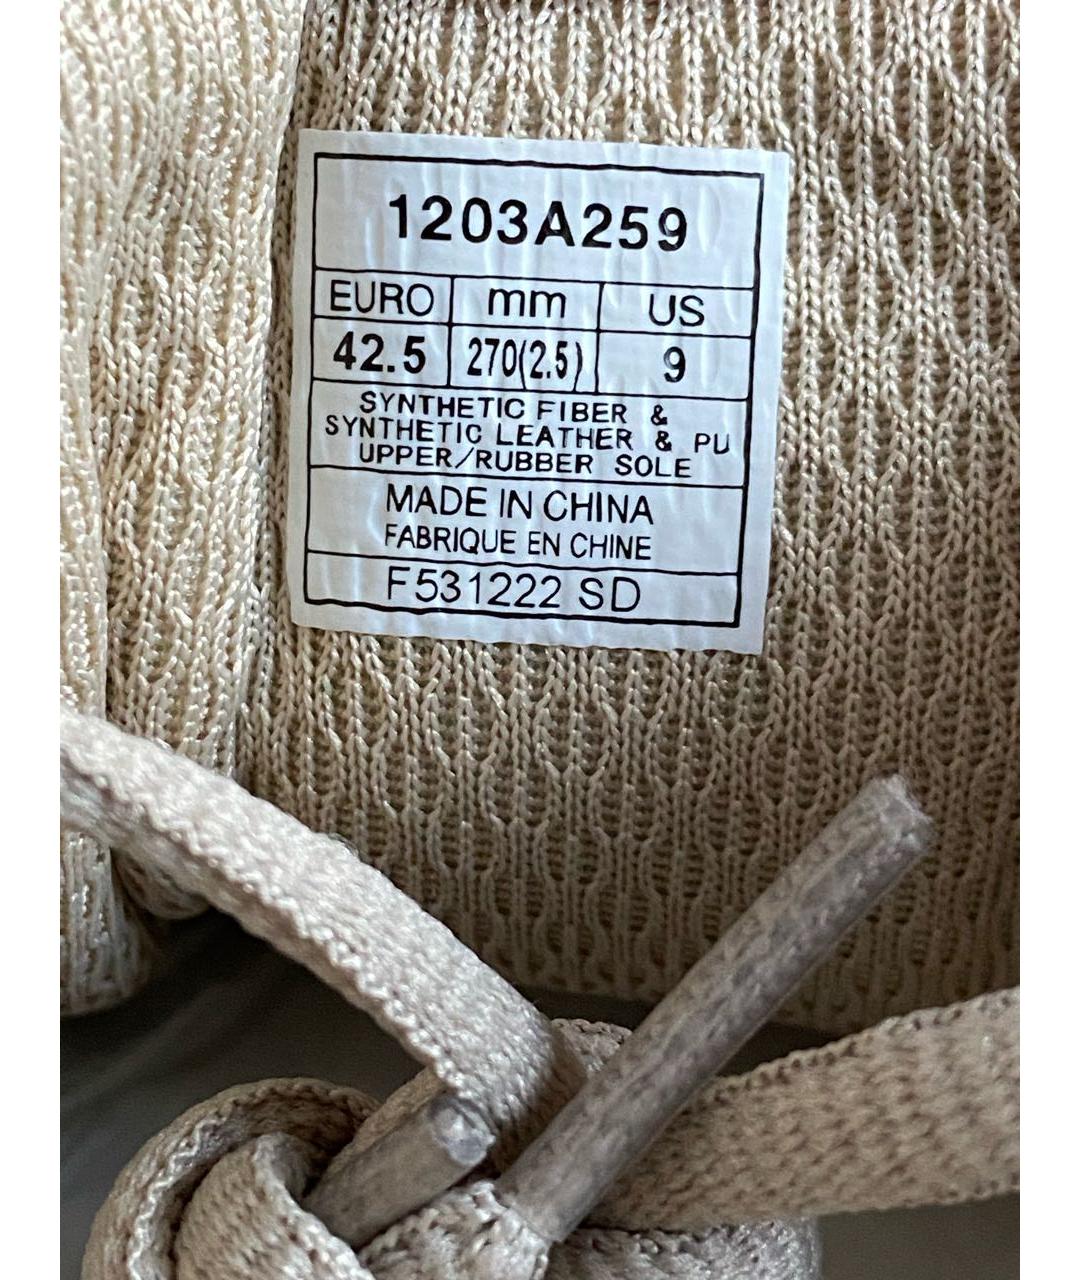 1203A259
EURO mm US
42.5 270(2.5) 9
SYNTHETIC FIBER &
SYNTHETIC LEATHER & PU
UPPER/RUBBER SOLE
MADE IN CHINA
FABRIQUE EN CHINE
F531222 SD